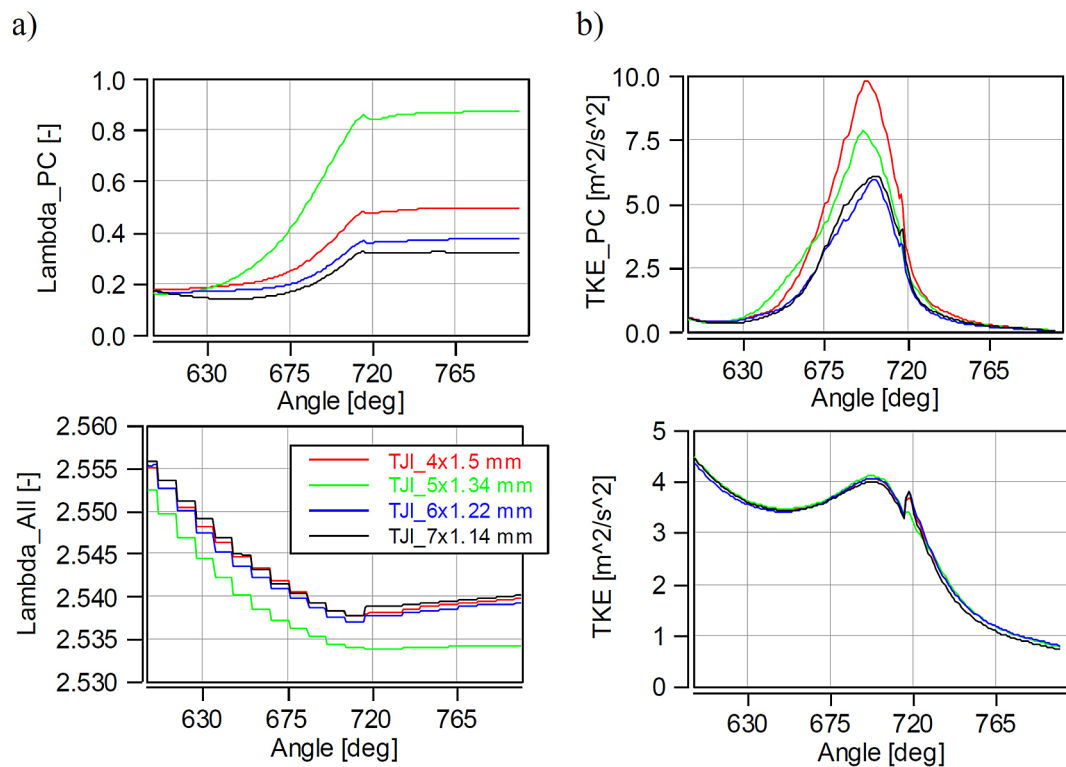 a)
b)
Lambda_PC [-]
1.0
0.8
0.6
0.4
0.2
0.0
630 675 720 765
Angle [deg]
TKE_PC [m^2/s^2]
10.0
7.5
5.0
2.5
0.0
630 675 720 765
Angle [deg]
Lambda_All [-]
2.560
2.555
2.550
2.545
2.540
2.535
2.530
TJI_4x1.5 mm
TJI_5x1.34 mm
TJI_6x1.22 mm
TJI_7x1.14 mm
630 675 720 765
Angle [deg]
TKE [m^2/s^2]
5
4
3
2
1
0
630 675 720 765
Angle [deg]